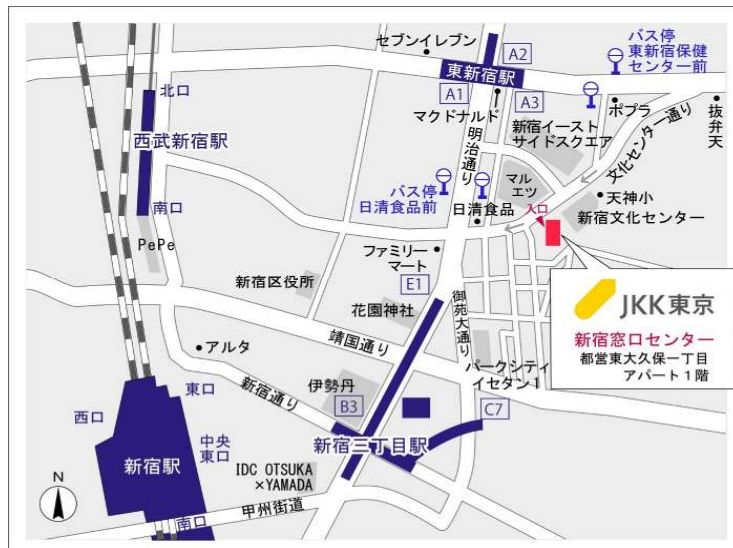 セブンイレブン
A2
バス停
東新宿保健
センター前
東新宿駅
A1
A3
マクドナルド
ポプラ
抜弁天
北口
西武新宿駅
南口
PePe
明治通り
新宿イースト
サイドスクエア
文化センター通り
バス停
日清食品前
マル
エツ
日清食品
入口
天神小
新宿文化センター
ファミリー
マート
新宿区役所
E1
花園神社
御苑大通り
靖国通り
JKK東京
新宿窓口センター
都営東大久保一丁目
アパート1階
アルタ
パークシティ
イセタン1
伊勢丹
新宿通り
B3
C7
東口
西口
中央
東口
新宿駅
新宿三丁目駅
IDC OTSUKA
×YAMADA
N
甲州街道
南口